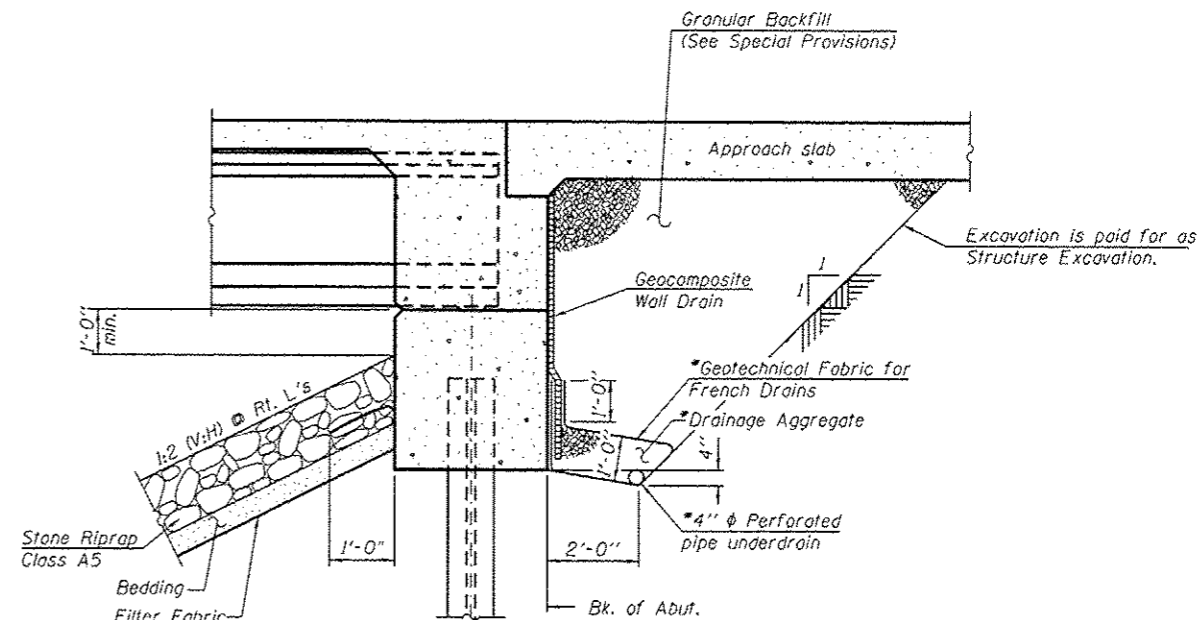 Granular Backfill
(See Special Provisions)
Approach slab
Excavation is paid for as
Structure Excavation.
1
1
Geocomposite
Wall Drain
1'-0"
min.
*Geotechnical Fabric for
French Drains
1'-0"
*Drainage Aggregate
1:2 (V:H) @ Rt. L's
1'-0"
4"
*4" ϕ Perforated
pipe underdrain
Stone Riprap
Class A5
1'-0"
2'-0"
Bedding
Filter Fabric
Bk. of Abut.